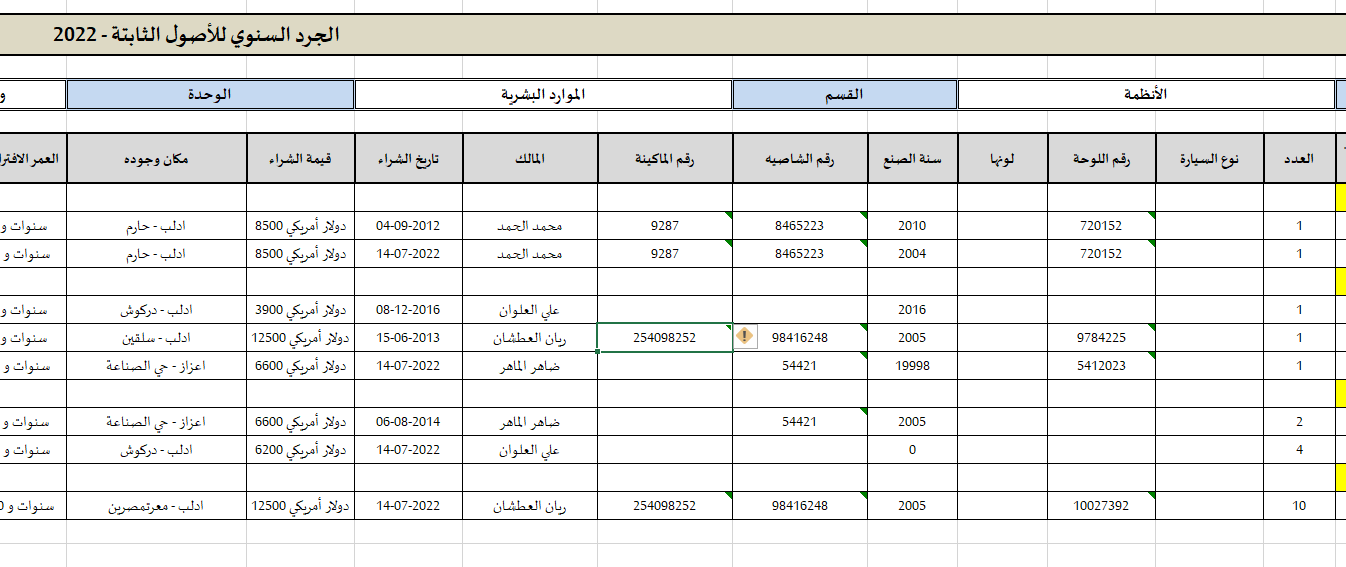 الجرد السنوي للأصول الثابتة - 2022
الأنظمة القسم الموارد البشرية الوحدة
العدد نوع السيارة رقم اللوحة لونها سنة الصنع رقم الشاصيه رقم الماكينة المالك تاريخ الشراء قيمة الشراء مكان وجوده العمر
1 720152 2010 8465223 9287 محمد الحمد 04-09-2012 8500 دولار أمريكي ادلب - حارم سنوات و
1 720152 2004 8465223 9287 محمد الحمد 14-07-2022 8500 دولار أمريكي ادلب - حارم سنوات و
1 2016 علي العلوان 08-12-2016 3900 دولار أمريكي ادلب - دركوش سنوات و
1 9784225 2005 98416248 254098252 ريان العطشان 15-06-2013 12500 دولار أمريكي ادلب - سلقين سنوات و
1 5412023 19998 54421 ضاهر الماهر 14-07-2022 6600 دولار أمريكي اعزاز - حي الصناعة سنوات و
2 2005 54421 ضاهر الماهر 06-08-2014 6600 دولار أمريكي اعزاز - حي الصناعة سنوات و
4 0 علي العلوان 14-07-2022 6200 دولار أمريكي ادلب - دركوش سنوات و
10 10027392 2005 98416248 254098252 ريان العطشان 14-07-2022 12500 دولار أمريكي ادلب - معرتمصرين سنوات و